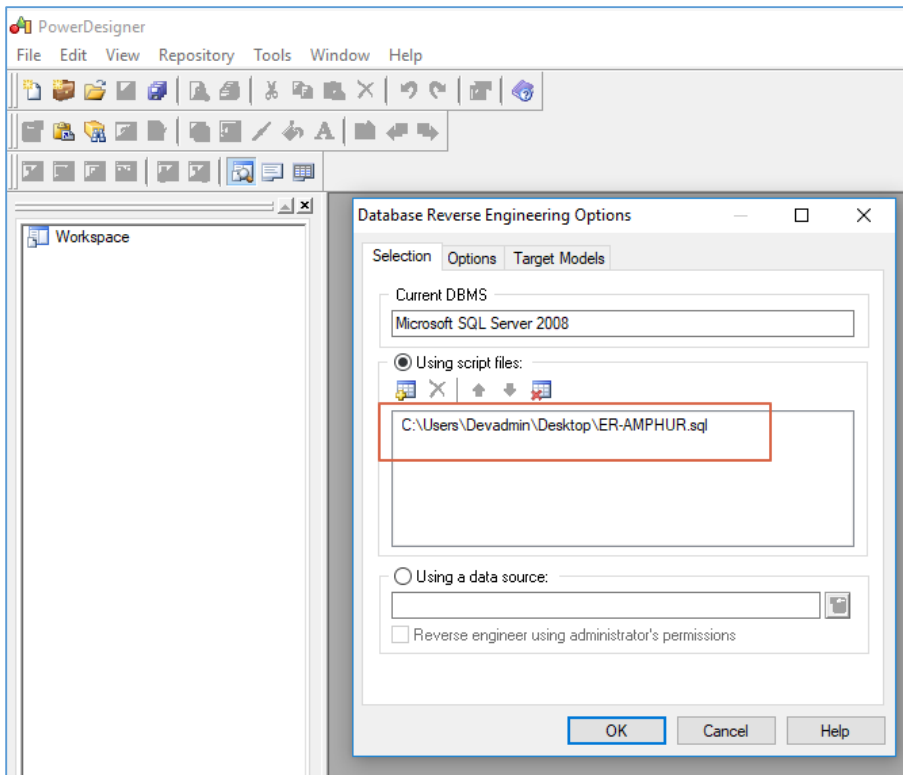 PowerDesigner
File Edit View Repository Tools Window Help
Workspace
Database Reverse Engineering Options
Selection Options Target Models
Current DBMS
Microsoft SQL Server 2008
Using script files:
C:\Users\Devadmin\Desktop\ER-AMPHUR.sql
Using a data source:
Reverse engineer using administrator's permissions
OK Cancel Help